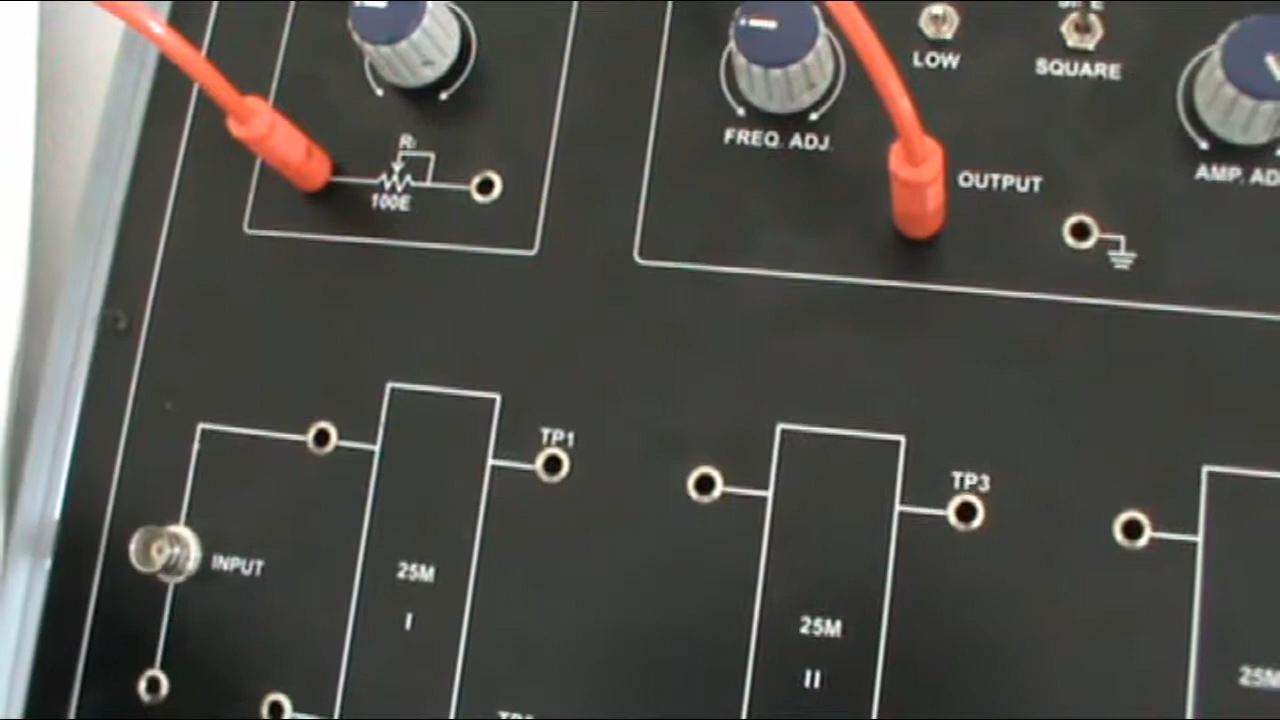 LOW
SQUARE
FREQ. ADJ.
OUTPUT
AMP. AD
100E
TP1
TP3
INPUT
25M
I
25M
II
25M